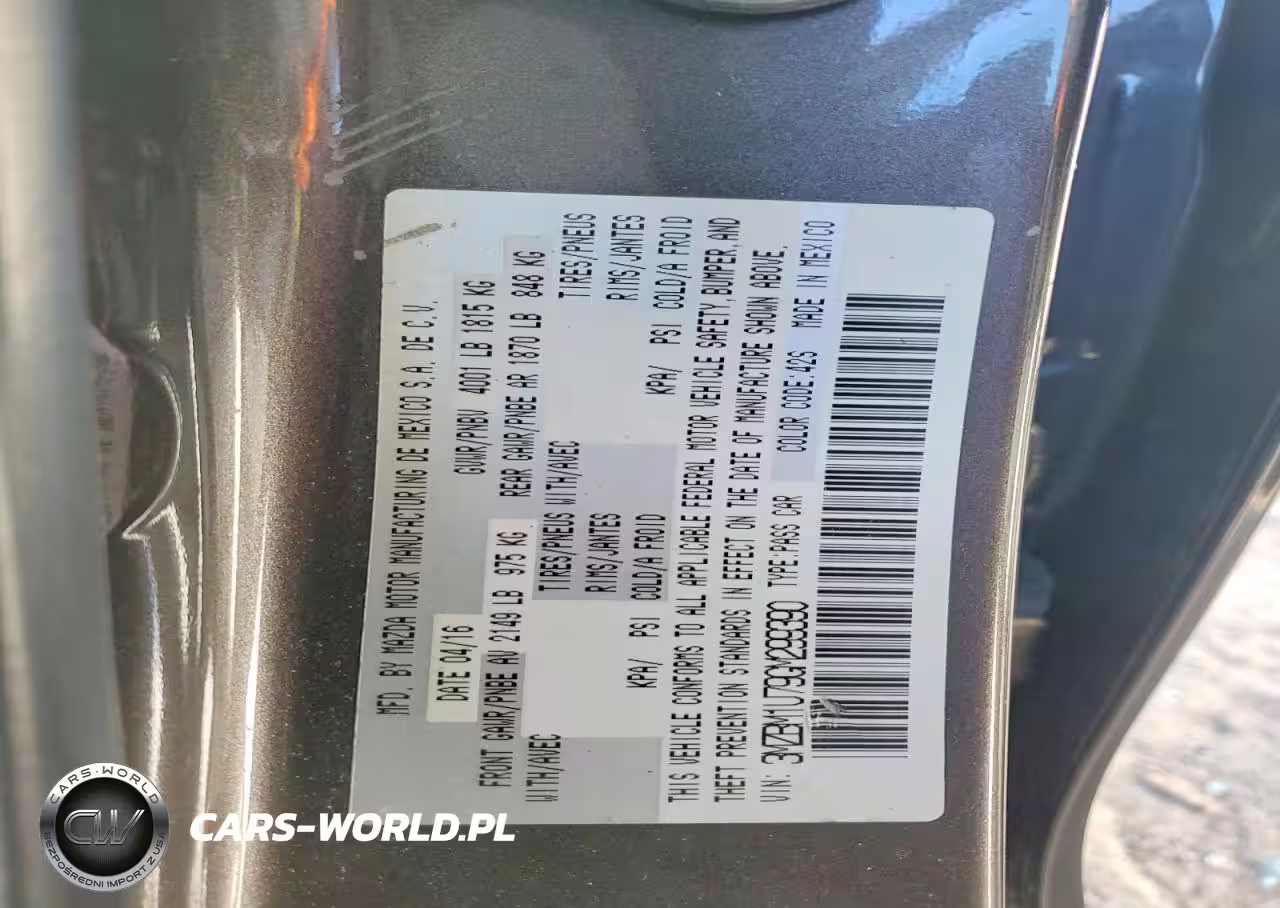 MFD. BY MAZDA MOTOR MANUFACTURING DE MEXICO S.A. DE C.V.
DATE 04/16 GVWR/PNBV 4001 LB 1815 KG
FRONT GAWR/PNBE AV 2149 LB 975 KG REAR GAWR/PNBE AR 1870 LB 848 KG
WITH/AVEC TIRES/PNEUS WITH/AVEC TIRES/PNEUS
RIMS/JANTES RIMS/JANTES
KPA/ PSI COLD/A FROID KPA/ PSI COLD/A FROID
THIS VEHICLE CONFORMS TO ALL APPLICABLE FEDERAL MOTOR VEHICLE SAFETY, BUMPER, AND
THEFT PREVENTION STANDARDS IN EFFECT ON THE DATE OF MANUFACTURE SHOWN ABOVE.
VIN: 3MZBM1U79GM299390 TYPE:PASS CAR COLOR CODE:42S MADE IN MEXICO
CARS-WORLD
CW
BEZPOŚREDNI IMPORT Z USA
CARS-WORLD.PL